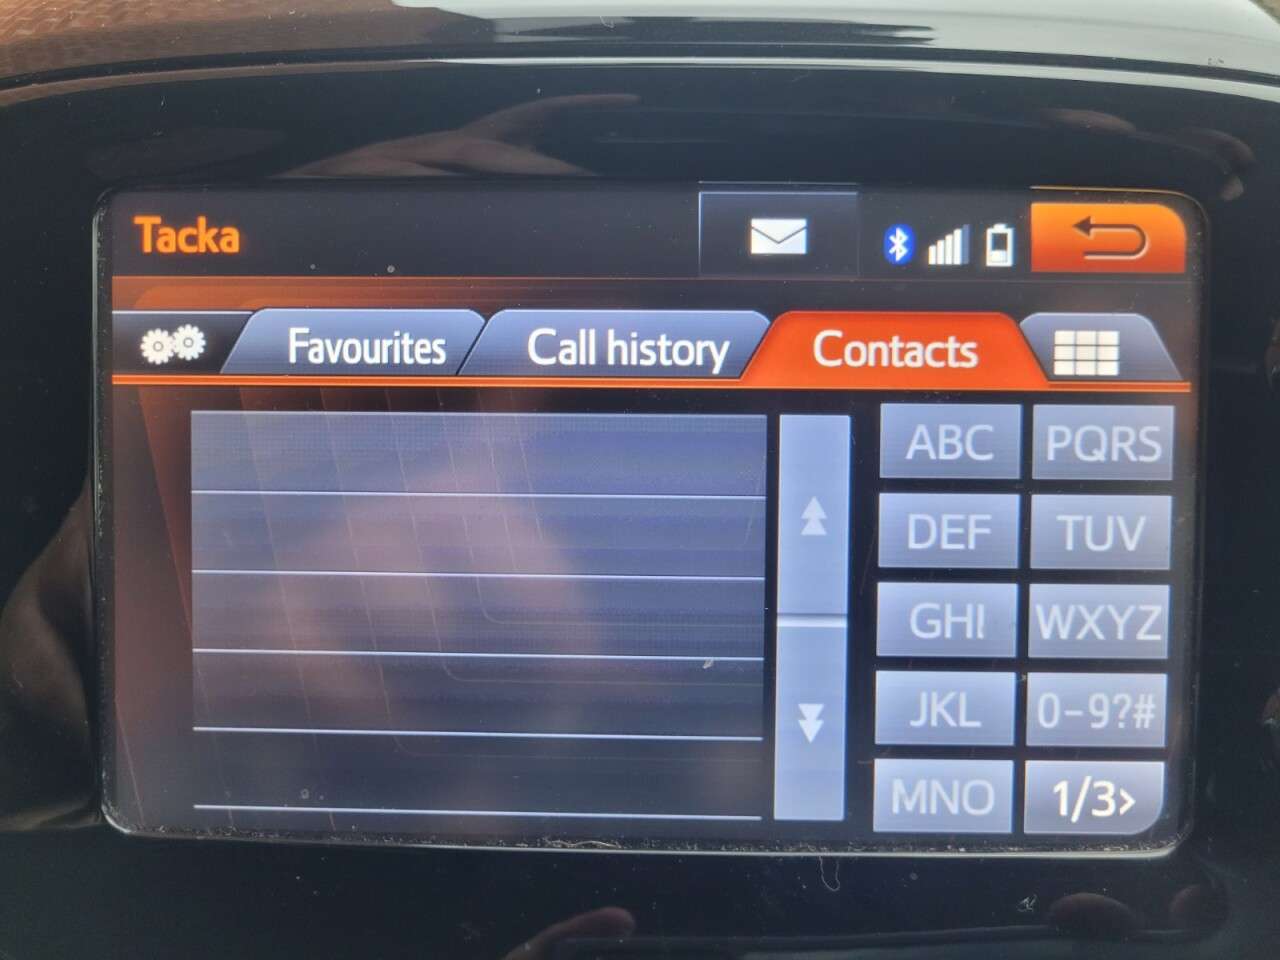 Tacka
Favourites Call history Contacts
ABC PQRS
DEF TUV
GHI WXYZ
JKL 0-9?#
MNO 1/3>